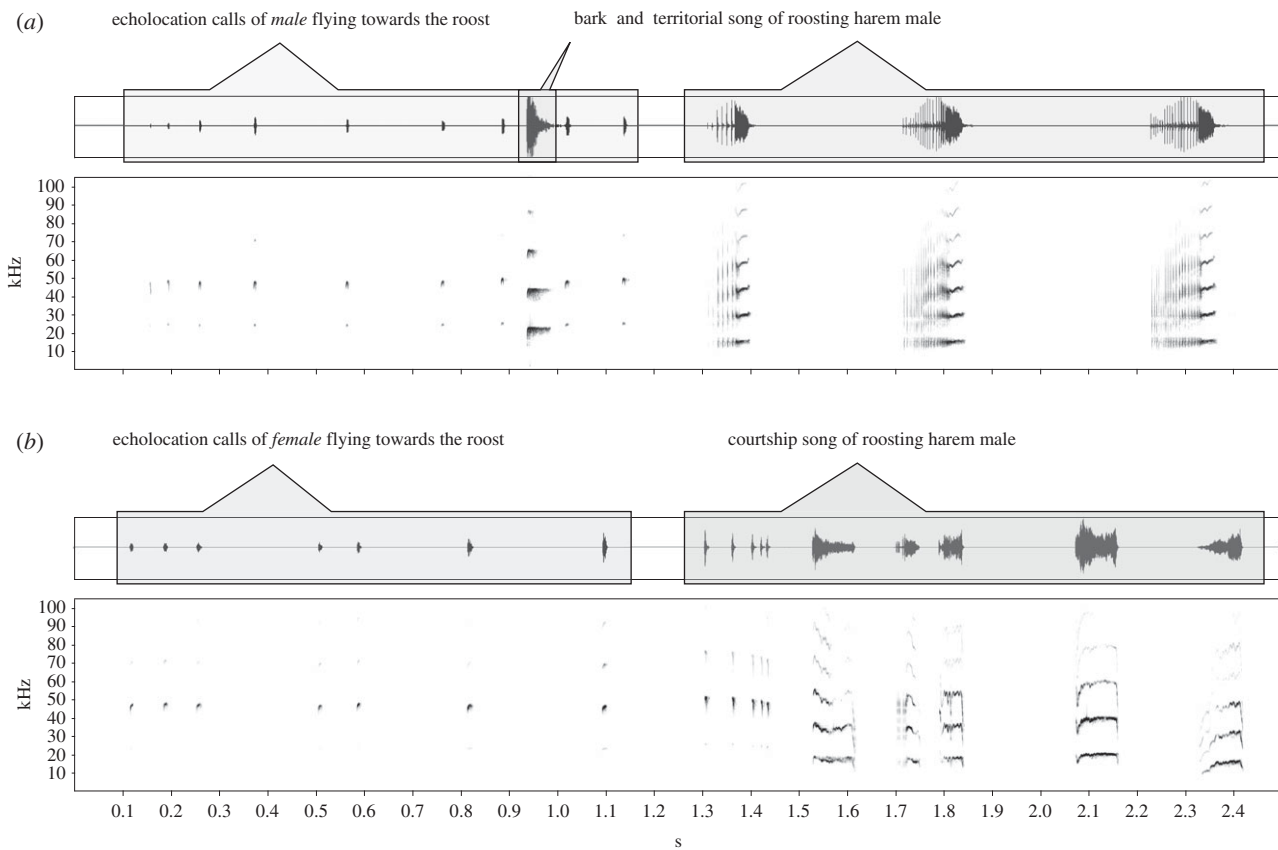 (a)
echolocation calls of male flying towards the roost
bark and territorial song of roosting harem male
100
90
80
70
60
50
40
30
20
10
kHz
(b)
echolocation calls of female flying towards the roost
courtship song of roosting harem male
100
90
80
70
60
50
40
30
20
10
kHz
0.1 0.2 0.3 0.4 0.5 0.6 0.7 0.8 0.9 1.0 1.1 1.2 1.3 1.4 1.5 1.6 1.7 1.8 1.9 2.0 2.1 2.2 2.3 2.4
s